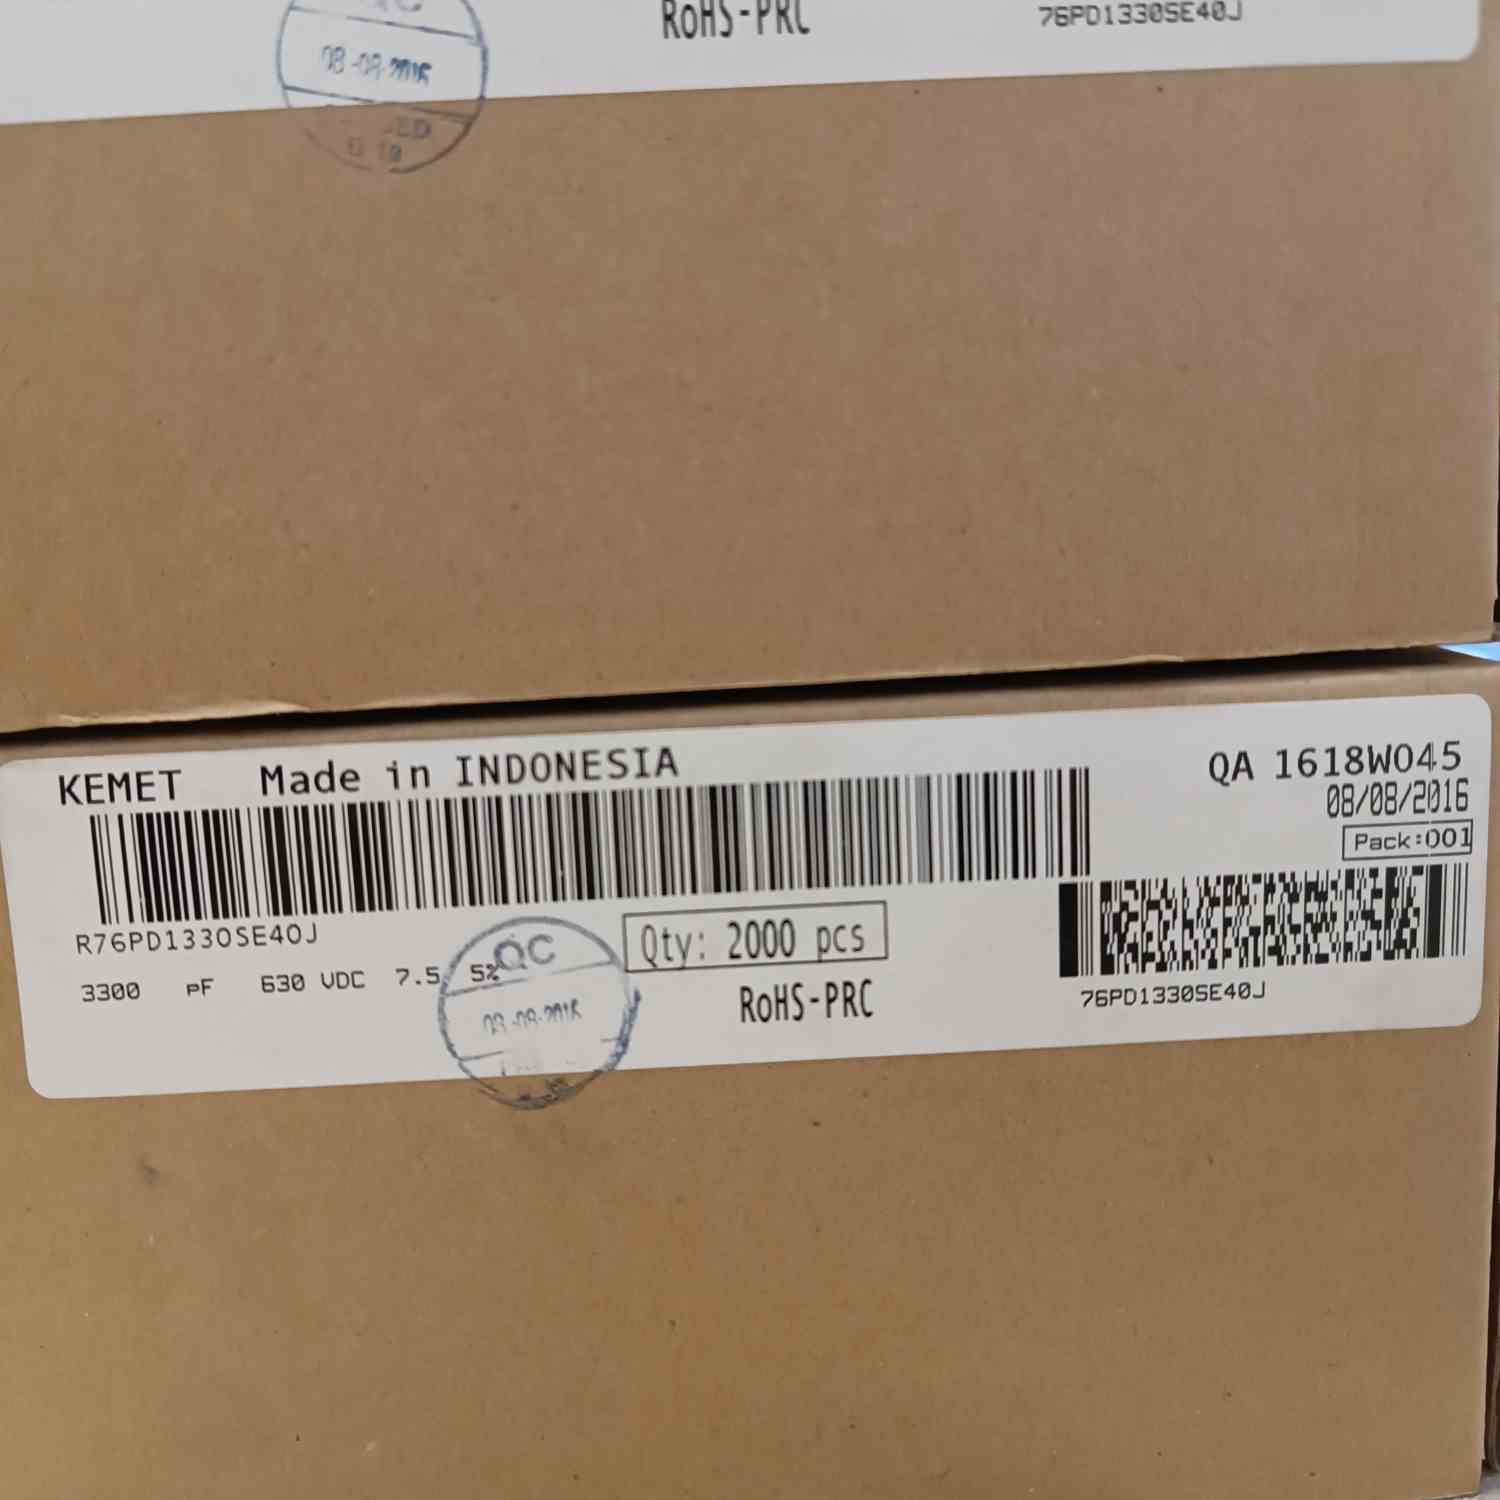 QC
08-08-2016
RoHS-PRC
76PD1330SE40J
KEMET Made in INDONESIA
QA 1618W045
08/08/2016
Pack:001
R76PD1330SE40J
Qty: 2000 pcs
3300 pF 630 VDC 7.5 5%
QC
08-08-2016
RoHS-PRC
76PD1330SE40J